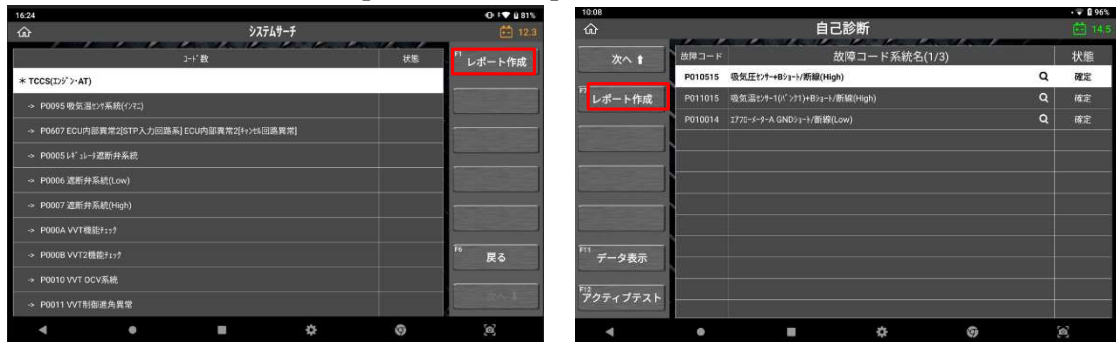 16:24
81%
システムサーチ
12.3
コード数
状態
F1
レポート作成
* TCCS(エンジン・AT)
-> P0095 吸気温センサ系統(インマニ)
-> P0607 ECU内部異常2[STP入力回路系] ECU内部異常2[キャンセル回路異常]
-> P0005 レギュレータ遮断弁系統
-> P0006 遮断弁系統(Low)
-> P0007 遮断弁系統(High)
-> P000A VVT機能チェック
-> P000B VVT2機能チェック
-> P0010 VVT OCV系統
-> P0011 VVT制御進角異常
F6
戻る
次へ
10:08
96%
自己診断
14.5
次へ
故障コード
故障コード系統名(1/3)
状態
レポート作成
P010515 吸気圧センサー+Bショート/断線(High) 確定
P011015 吸気温センサー1(バンク1)+Bショート/断線(High) 確定
P010014 エアフローメーターA GNDショート/断線(Low) 確定
F11
データ表示
F12
アクティブテスト